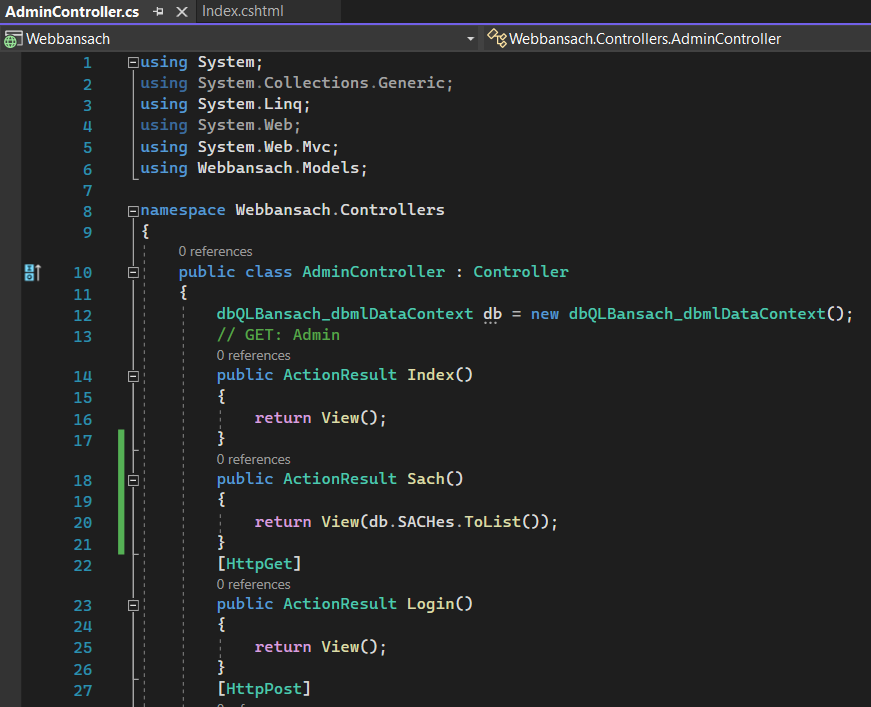 AdminController.cs Index.cshtml
Webbansach Webbansach.Controllers.AdminController
1 using System;
2 using System.Collections.Generic;
3 using System.Linq;
4 using System.Web;
5 using System.Web.Mvc;
6 using Webbansach.Models;
7
8 namespace Webbansach.Controllers
9 {
0 references
10 public class AdminController : Controller
11 {
12 dbQLBansach_dbmlDataContext db = new dbQLBansach_dbmlDataContext();
13 // GET: Admin
0 references
14 public ActionResult Index()
15 {
16 return View();
17 }
0 references
18 public ActionResult Sach()
19 {
20 return View(db.SACHes.ToList());
21 }
22 [HttpGet]
0 references
23 public ActionResult Login()
24 {
25 return View();
26 }
27 [HttpPost]